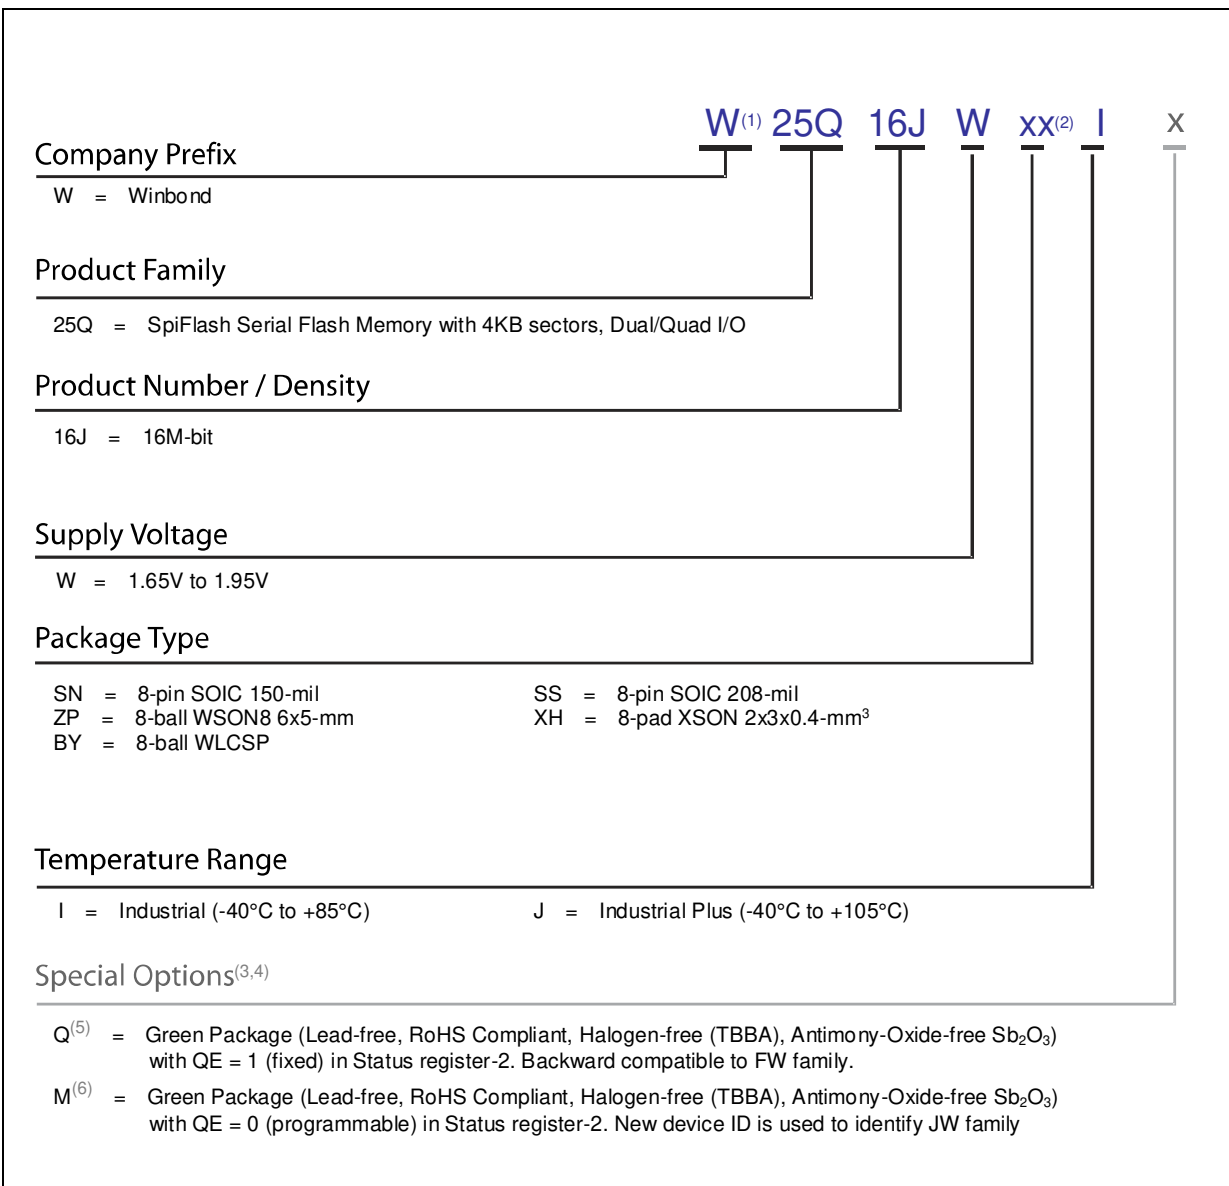 W(1) 25Q 16J W xx(2) I x
Company Prefix
W = Winbond
Product Family
25Q = SpiFlash Serial Flash Memory with 4KB sectors, Dual/Quad I/O
Product Number / Density
16J = 16M-bit
Supply Voltage
W = 1.65V to 1.95V
Package Type
SN = 8-pin SOIC 150-mil SS = 8-pin SOIC 208-mil
ZP = 8-ball WSON8 6x5-mm XH = 8-pad XSON 2x3x0.4-mm³
BY = 8-ball WLCSP
Temperature Range
I = Industrial (-40°C to +85°C) J = Industrial Plus (-40°C to +105°C)
Special Options(3,4)
Q(5) = Green Package (Lead-free, RoHS Compliant, Halogen-free (TBBA), Antimony-Oxide-free Sb₂O₃)
with QE = 1 (fixed) in Status register-2. Backward compatible to FW family.
M(6) = Green Package (Lead-free, RoHS Compliant, Halogen-free (TBBA), Antimony-Oxide-free Sb₂O₃)
with QE = 0 (programmable) in Status register-2. New device ID is used to identify JW family